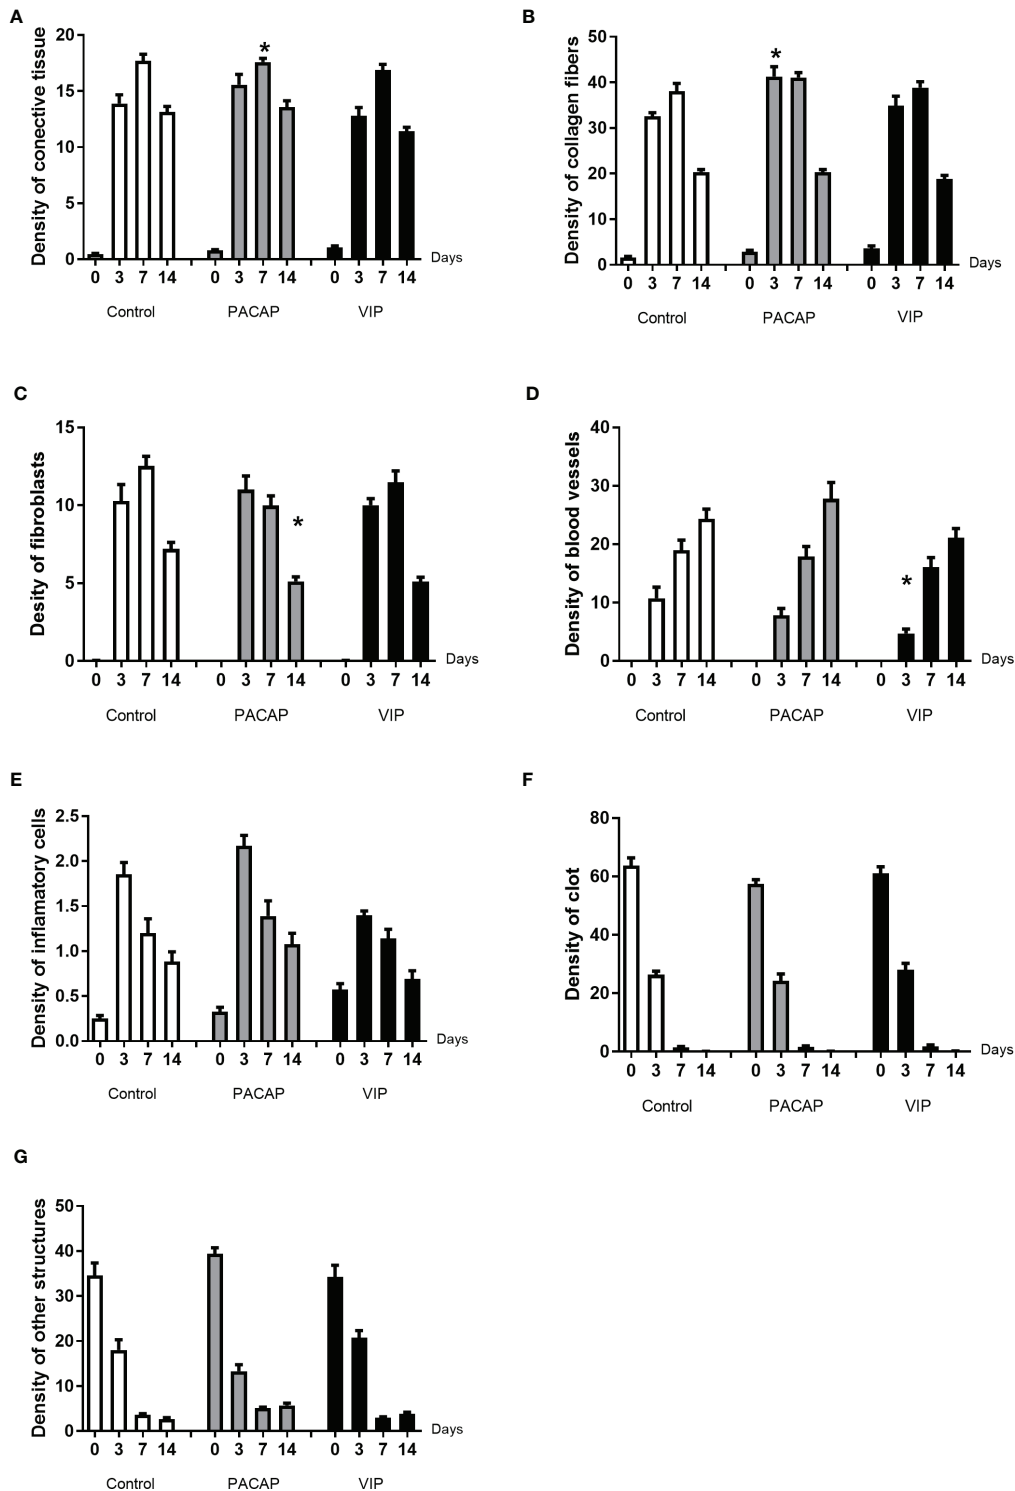 A
Density of conective tissue
20
15
10
5
0
*
0 3 7 14 0 3 7 14 0 3 7 14 Days
Control PACAP VIP
B
Density of collagen fibers
50
40
30
20
10
0
*
0 3 7 14 0 3 7 14 0 3 7 14 Days
Control PACAP VIP
C
Desity of fibroblasts
15
10
5
0
*
0 3 7 14 0 3 7 14 0 3 7 14 Days
Control PACAP VIP
D
Density of blood vessels
40
30
20
10
0
*
0 3 7 14 0 3 7 14 0 3 7 14 Days
Control PACAP VIP
E
Density of inflamatory cells
2.5
2.0
1.5
1.0
0.5
0.0
0 3 7 14 0 3 7 14 0 3 7 14 Days
Control PACAP VIP
F
Density of clot
80
60
40
20
0
0 3 7 14 0 3 7 14 0 3 7 14 Days
Control PACAP VIP
G
Density of other structures
50
40
30
20
10
0
0 3 7 14 0 3 7 14 0 3 7 14 Days
Control PACAP VIP